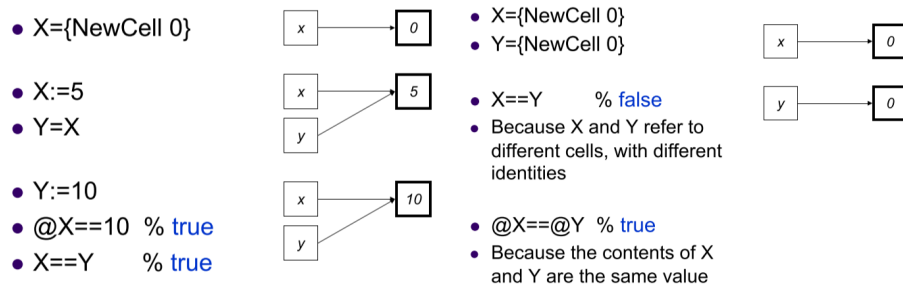 • X={NewCell 0}
x
0
• X:=5
• Y=X
x
5
y
• Y:=10
• @X==10 % true
• X==Y % true
x
10
y
• X={NewCell 0}
• Y={NewCell 0}
x
0
• X==Y % false
y
0
• Because X and Y refer to
different cells, with different
identities
• @X==@Y % true
• Because the contents of X
and Y are the same value